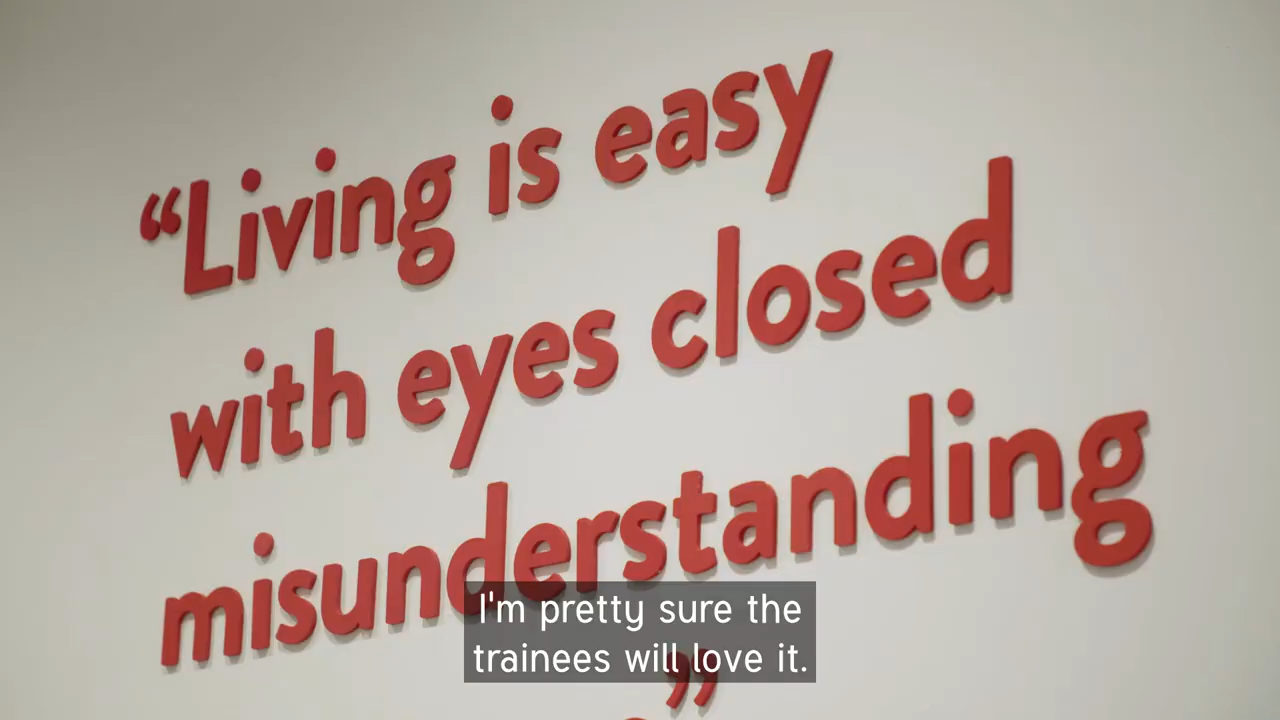 “Living is easy
with eyes closed
misunderstanding
”
I'm pretty sure the
trainees will love it.